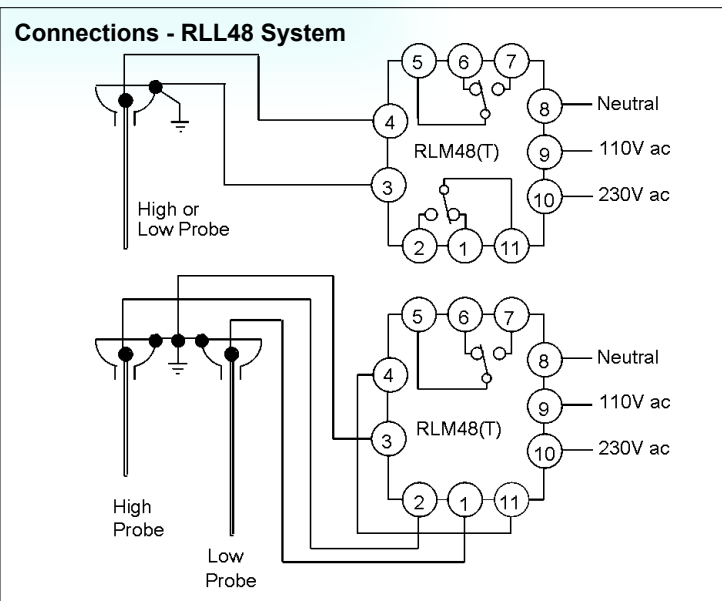 Connections - RLL48 System
5 6 7
4
8 Neutral
RLM48(T)
9 110V ac
3
10 230V ac
High or
Low Probe
2 1 11
5 6 7
8 Neutral
4
9 110V ac
RLM48(T)
3
10 230V ac
2 1 11
High
Probe
Low
Probe